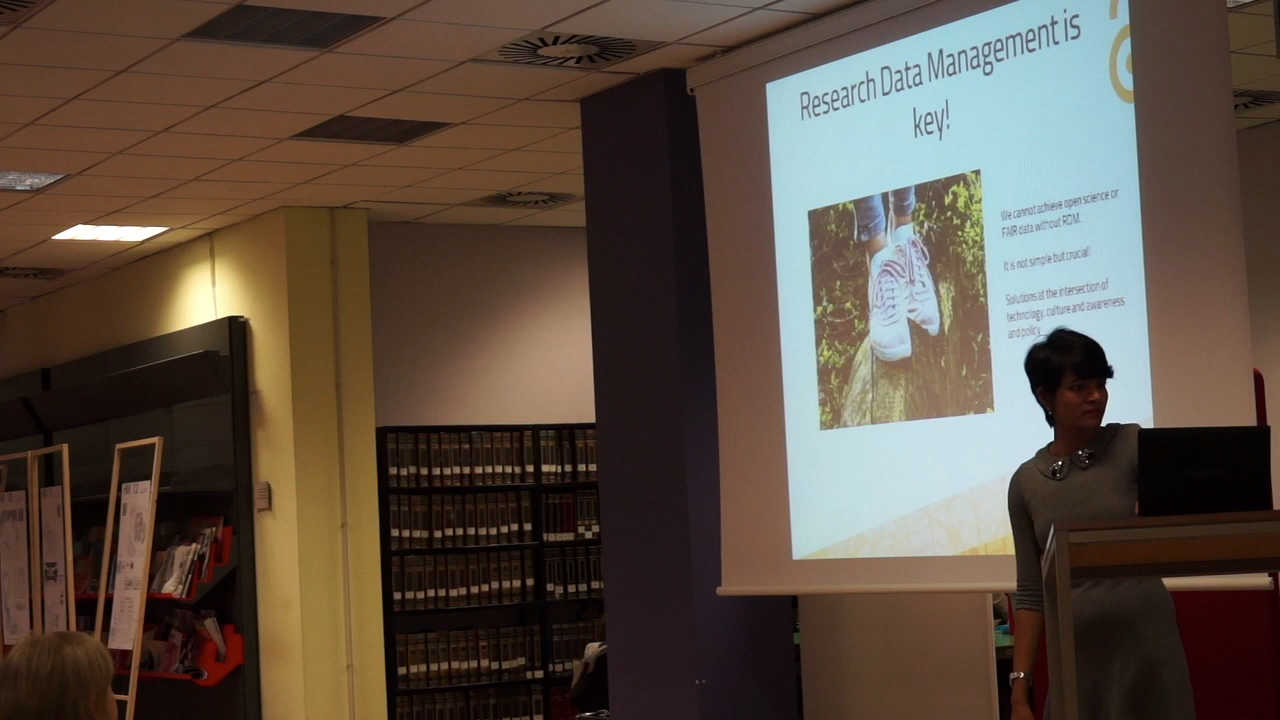 Research Data Management is
key!
We cannot achieve open science or
FAIR data without RDM.
It is not simple but crucial!
Solutions at the intersection of
technology, culture and awareness
and policy